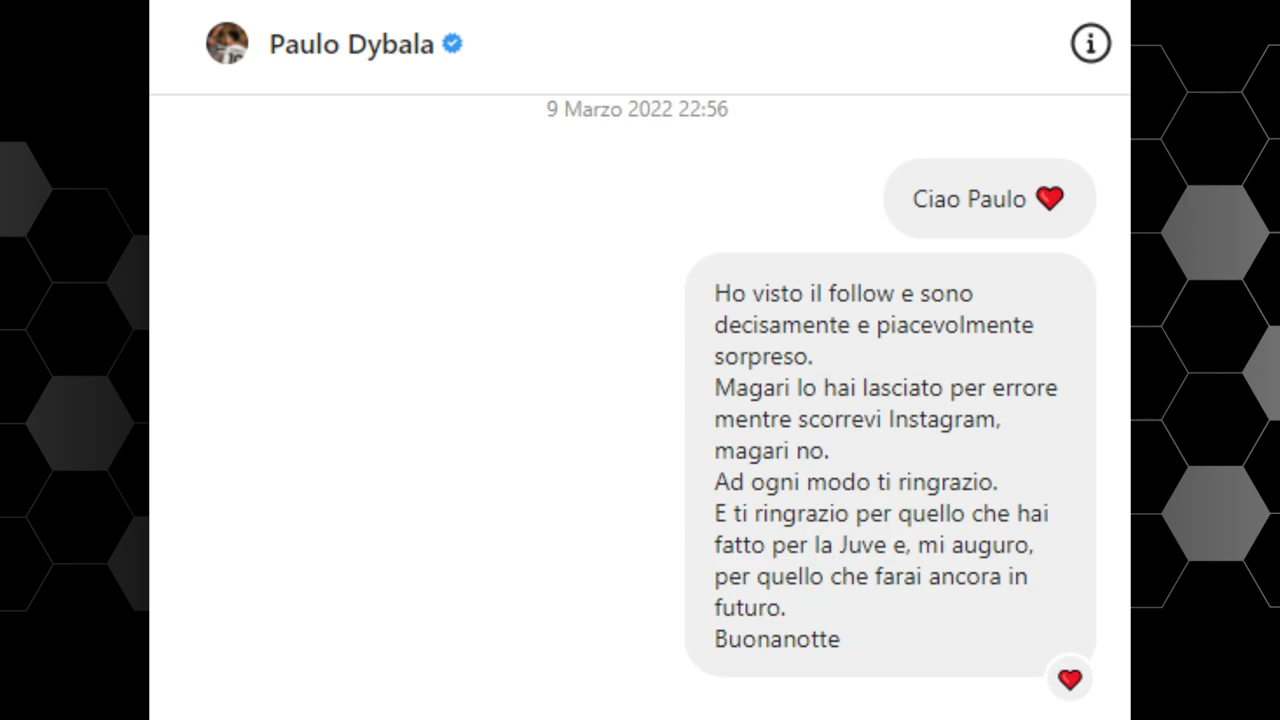 Paulo Dybala
9 Marzo 2022 22:56
Ciao Paulo ❤️
Ho visto il follow e sono
decisamente e piacevolmente
sorpreso.
Magari lo hai lasciato per errore
mentre scorrevi Instagram,
magari no.
Ad ogni modo ti ringrazio.
E ti ringrazio per quello che hai
fatto per la Juve e, mi auguro,
per quello che farai ancora in
futuro.
Buonanotte